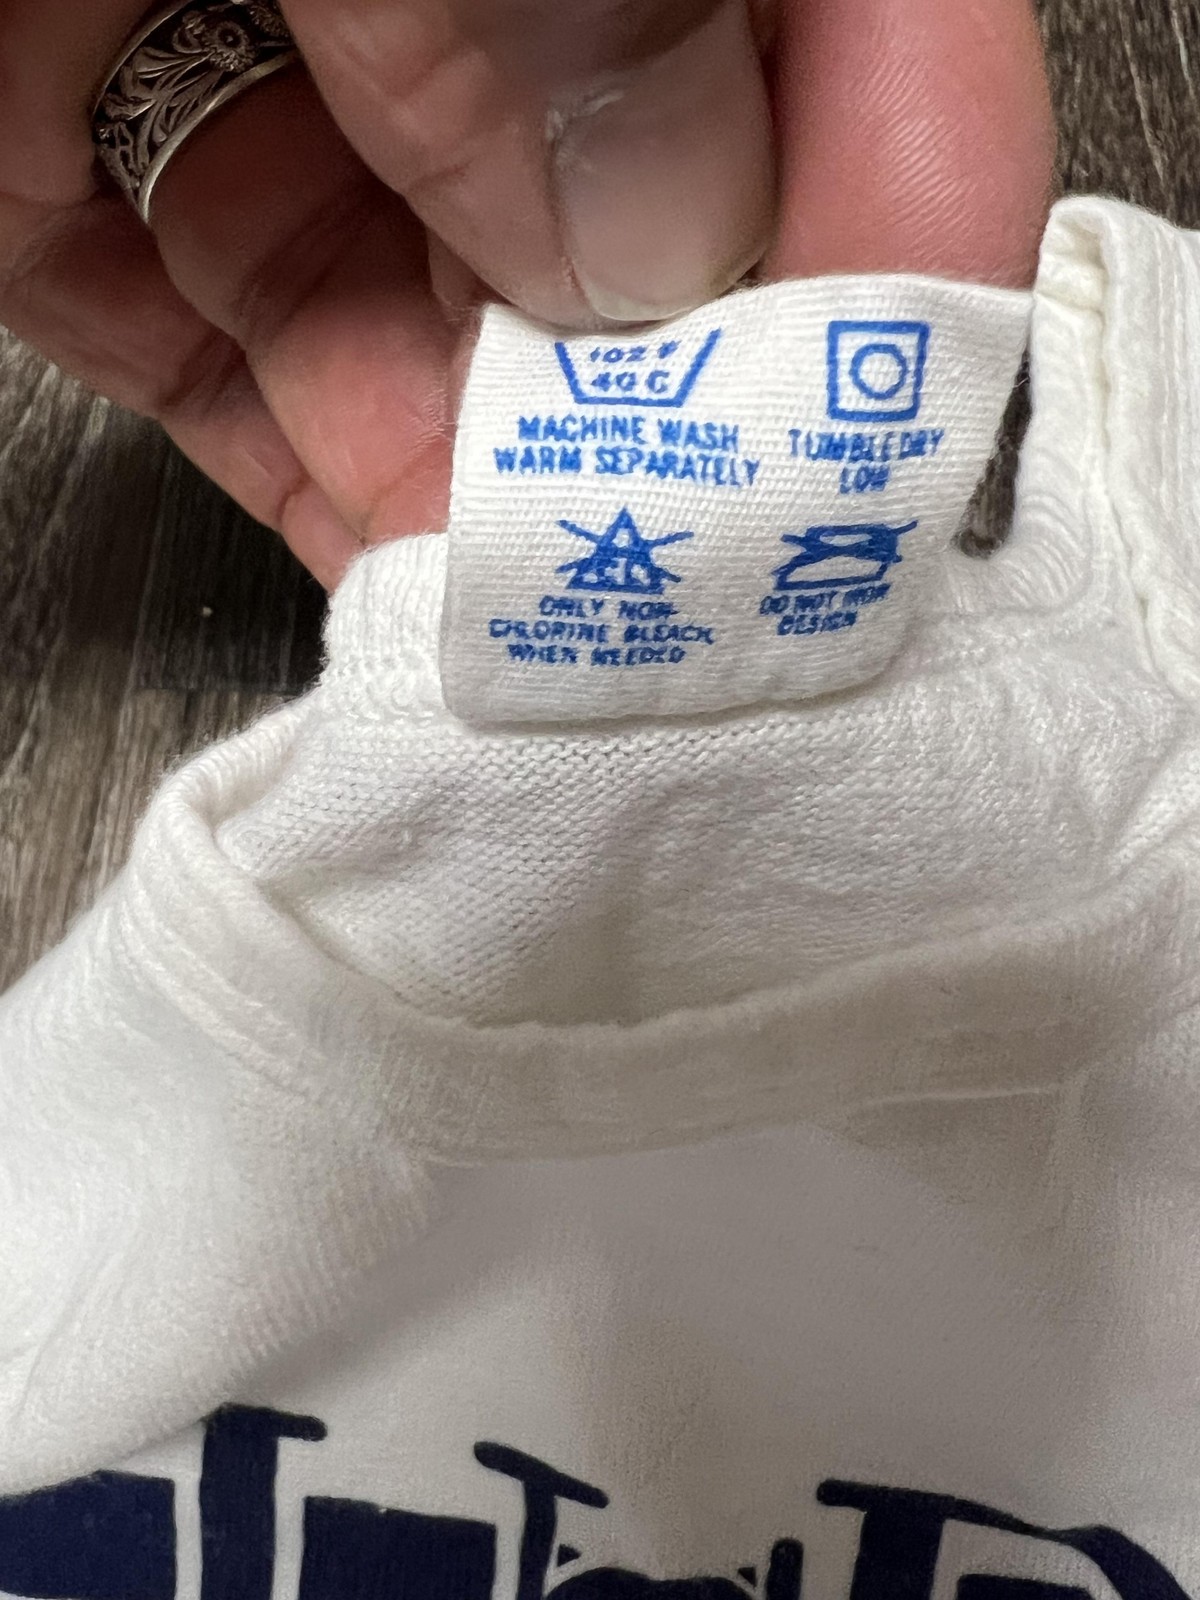 102 F
40 C
MACHINE WASH
WARM SEPARATELY
TUMBLE DRY
LOW
CL
ONLY NON-
CHLORINE BLEACH
WHEN NEEDED
DO NOT IRON
DESIGN